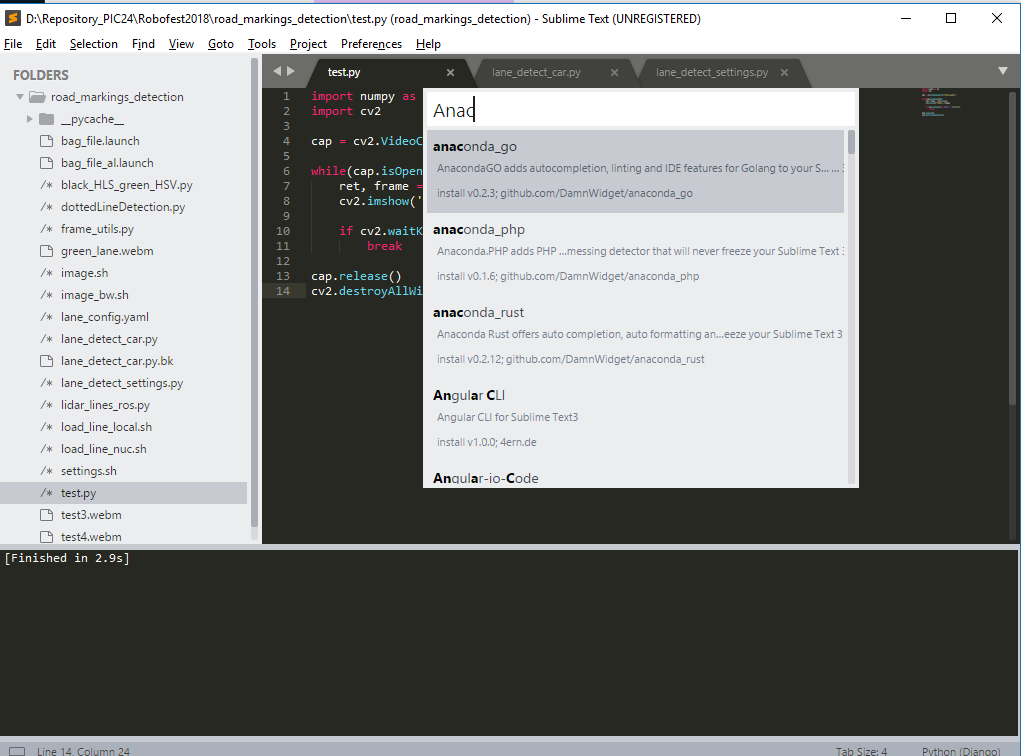 D:\Repository_PIC24\Robofest2018\road_markings_detection\test.py (road_markings_detection) - Sublime Text (UNREGISTERED)
File Edit Selection Find View Goto Tools Project Preferences Help
FOLDERS
road_markings_detection
__pycache__
bag_file.launch
bag_file_al.launch
/* black_HLS_green_HSV.py
/* dottedLineDetection.py
/* frame_utils.py
green_lane.webm
/* image.sh
/* image_bw.sh
/* lane_config.yaml
/* lane_detect_car.py
lane_detect_car.py.bk
/* lane_detect_settings.py
/* lidar_lines_ros.py
/* load_line_local.sh
/* load_line_nuc.sh
/* settings.sh
/* test.py
test3.webm
test4.webm
test.py × lane_detect_car.py × lane_detect_settings.py ×
1 import numpy as
2 import cv2
3
4 cap = cv2.VideoC
5
6 while(cap.isOpen
7 ret, frame =
8 cv2.imshow('
9
10 if cv2.waitK
11 break
12
13 cap.release()
14 cv2.destroyAllWi
Anac
anaconda_go
AnacondaGO adds autocompletion, linting and IDE features for Golang to your S... ... 3
install v0.2.3; github.com/DamnWidget/anaconda_go
anaconda_php
Anaconda.PHP adds PHP ...messing detector that will never freeze your Sublime Text 3
install v0.1.6; github.com/DamnWidget/anaconda_php
anaconda_rust
Anaconda Rust offers auto completion, auto formatting an...eeze your Sublime Text 3
install v0.2.12; github.com/DamnWidget/anaconda_rust
Angular CLI
Angular CLI for Sublime Text3
install v1.0.0; 4ern.de
Angular-io-Code
[Finished in 2.9s]
Line 14, Column 24 Tab Size: 4 Python (Django)